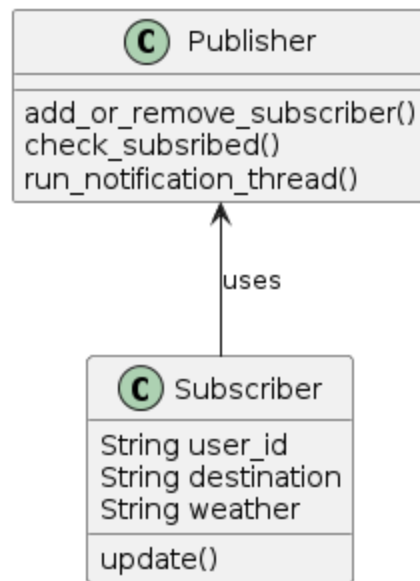 C Publisher
add_or_remove_subscriber()
check_subsribed()
run_notification_thread()
uses
C Subscriber
String user_id
String destination
String weather
update()